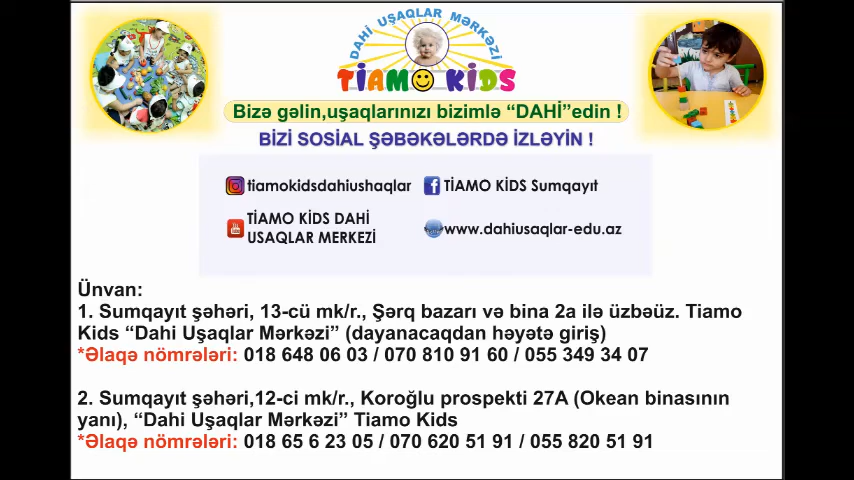 DAHİ UŞAQLAR MƏRKƏZİ
TİAMO KİDS
Bizə gəlin,uşaqlarınızı bizimlə “DAHİ”edin !
BİZİ SOSİAL ŞƏBƏKƏLƏRDƏ İZLƏYİN !
tiamokidsdahiushaqlar
TİAMO KİDS Sumqayıt
TİAMO KİDS DAHİ
USAQLAR MERKEZİ
www.dahiusaqlar-edu.az
Ünvan:
1. Sumqayıt şəhəri, 13-cü mk/r., Şərq bazarı və bina 2a ilə üzbəüz. Tiamo
Kids “Dahi Uşaqlar Mərkəzi” (dayanacaqdan həyətə giriş)
*Əlaqə nömrələri: 018 648 06 03 / 070 810 91 60 / 055 349 34 07
2. Sumqayıt şəhəri,12-ci mk/r., Koroğlu prospekti 27A (Okean binasının
yanı), “Dahi Uşaqlar Mərkəzi” Tiamo Kids
*Əlaqə nömrələri: 018 65 6 23 05 / 070 620 51 91 / 055 820 51 91